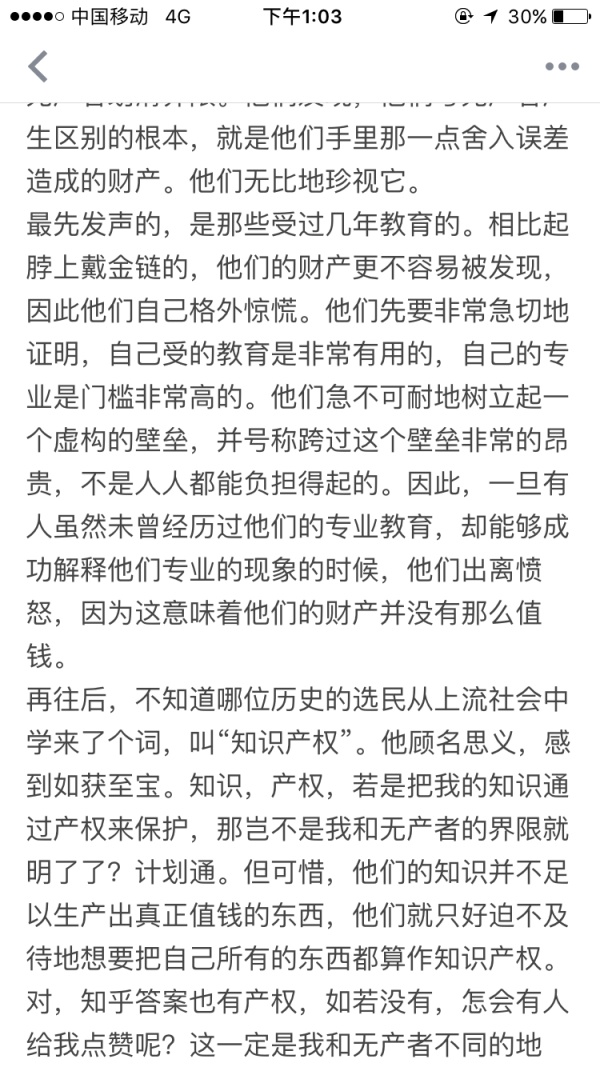 中国移动 4G 下午1:03 30%
生区别的根本，就是他们手里那一点舍入误差
造成的财产。他们无比地珍视它。
最先发声的，是那些受过几年教育的。相比起
脖上戴金链的，他们的财产更不容易被发现，
因此他们自己格外惊慌。他们先要非常急切地
证明，自己受的教育是非常有用的，自己的专
业是门槛非常高的。他们急不可耐地树立起一
个虚构的壁垒，并号称跨过这个壁垒非常的昂
贵，不是人人都能负担得起的。因此，一旦有
人虽然未曾经历过他们的专业教育，却能够成
功解释他们专业的现象的时候，他们出离愤
怒，因为这意味着他们的财产并没有那么值
钱。
再往后，不知道哪位历史的选民从上流社会中
学来了个词，叫“知识产权”。他顾名思义，感
到如获至宝。知识，产权，若是把我的知识通
过产权来保护，那岂不是我和无产者的界限就
明了了？计划通。但可惜，他们的知识并不足
以生产出真正值钱的东西，他们就只好迫不及
待地想要把自己所有的东西都算作知识产权。
对，知乎答案也有产权，如若没有，怎会有人
给我点赞呢？这一定是我和无产者不同的地